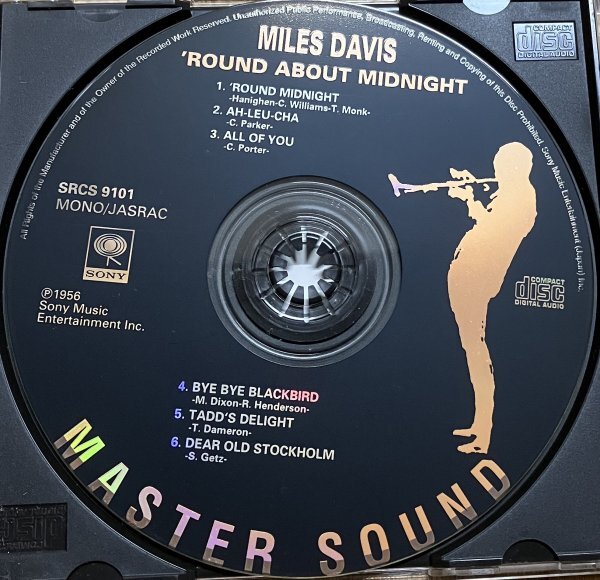 All Rights of the Manufacturer and of the Owner of the Recorded Work Reserved. Unauthorized Public Performance, Broadcasting, Renting and Copying of this Disc Prohibited. Sony Music Entertainment (Japan) Inc.
MILES DAVIS
'ROUND ABOUT MIDNIGHT
1. 'ROUND MIDNIGHT
-Hanighen-C. Williams-T. Monk-
2. AH-LEU-CHA
-C. Parker-
3. ALL OF YOU
-C. Porter-
SRCS 9101
MONO/JASRAC
SONY
℗1956
Sony Music
Entertainment Inc.
COMPACT
disc
DIGITAL AUDIO
4. BYE BYE BLACKBIRD
-M. Dixon-R. Henderson-
5. TADD'S DELIGHT
-T. Dameron-
6. DEAR OLD STOCKHOLM
-S. Getz-
MASTER SOUND
COMPACT
disc
DIGITAL AUDIO